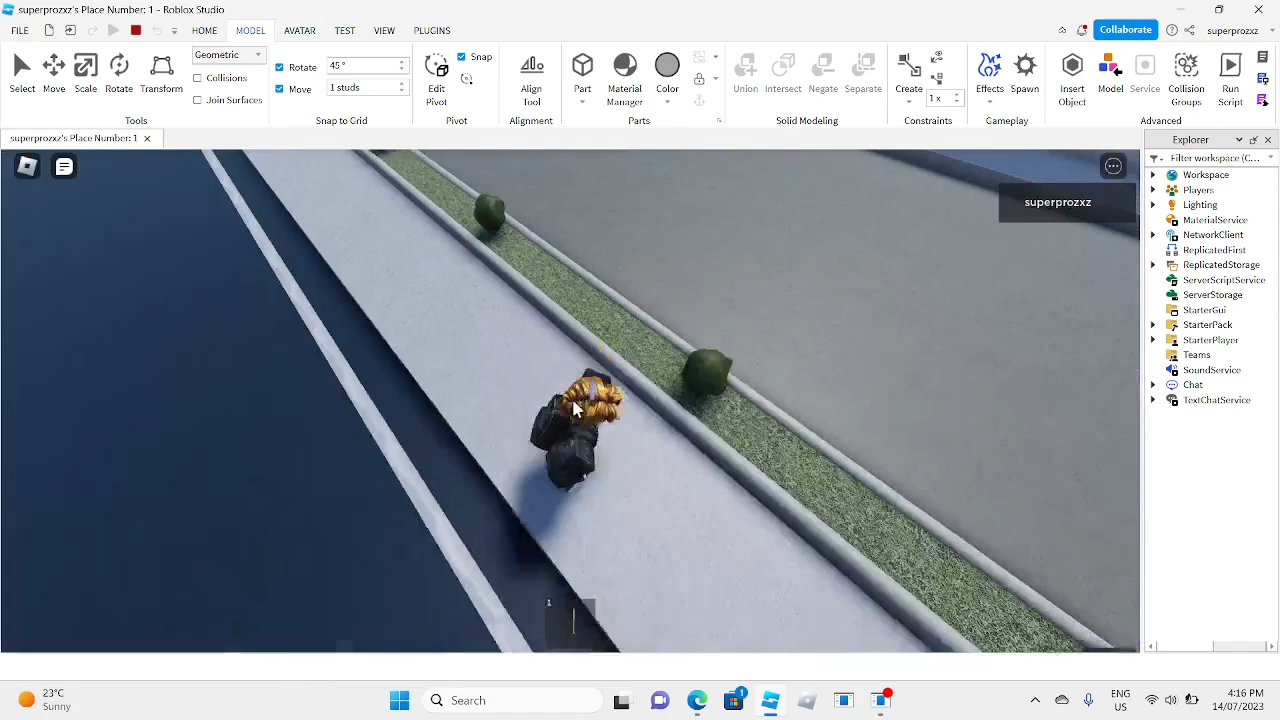 superprozxz's Place Number: 1 - Roblox Studio
FILE
HOME
MODEL
AVATAR
TEST
VIEW
PLUGINS
Collaborate
superprozxz
Select
Move
Scale
Rotate
Transform
Geometric
Collisions
Join Surfaces
Tools
Rotate
45 °
Move
1 studs
Snap to Grid
Edit
Pivot
Snap
Pivot
Align
Tool
Alignment
Part
Material
Manager
Color
Parts
Union
Intersect
Negate
Separate
Solid Modeling
Create
1 x
Constraints
Effects
Spawn
Gameplay
Insert
Object
Model
Service
Collision
Groups
Run
Script
Advanced
superprozxz's Place Number: 1
superprozxz
1
Explorer
Filter workspace (C...
Workspace
Players
Lighting
MaterialService
NetworkClient
ReplicatedFirst
ReplicatedStorage
ServerScriptService
ServerStorage
StarterGui
StarterPack
StarterPlayer
Teams
SoundService
Chat
TextChatService
23°C
Sunny
Search
1
ENG
US
4:16 PM
14/07/2023